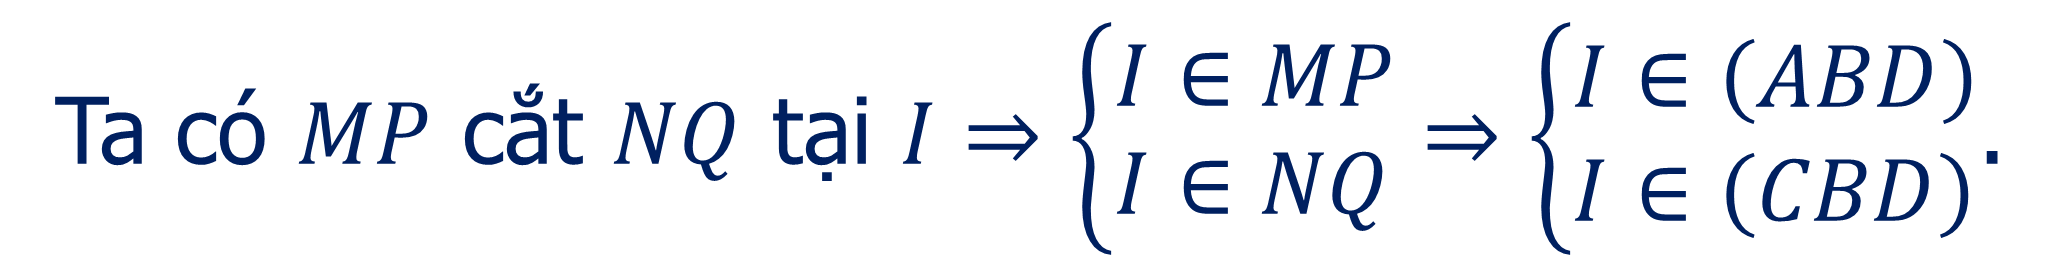 Ta có MP cắt NQ tại I ⇒ { I ∈ MP, I ∈ NQ ⇒ { I ∈ (ABD), I ∈ (CBD) .